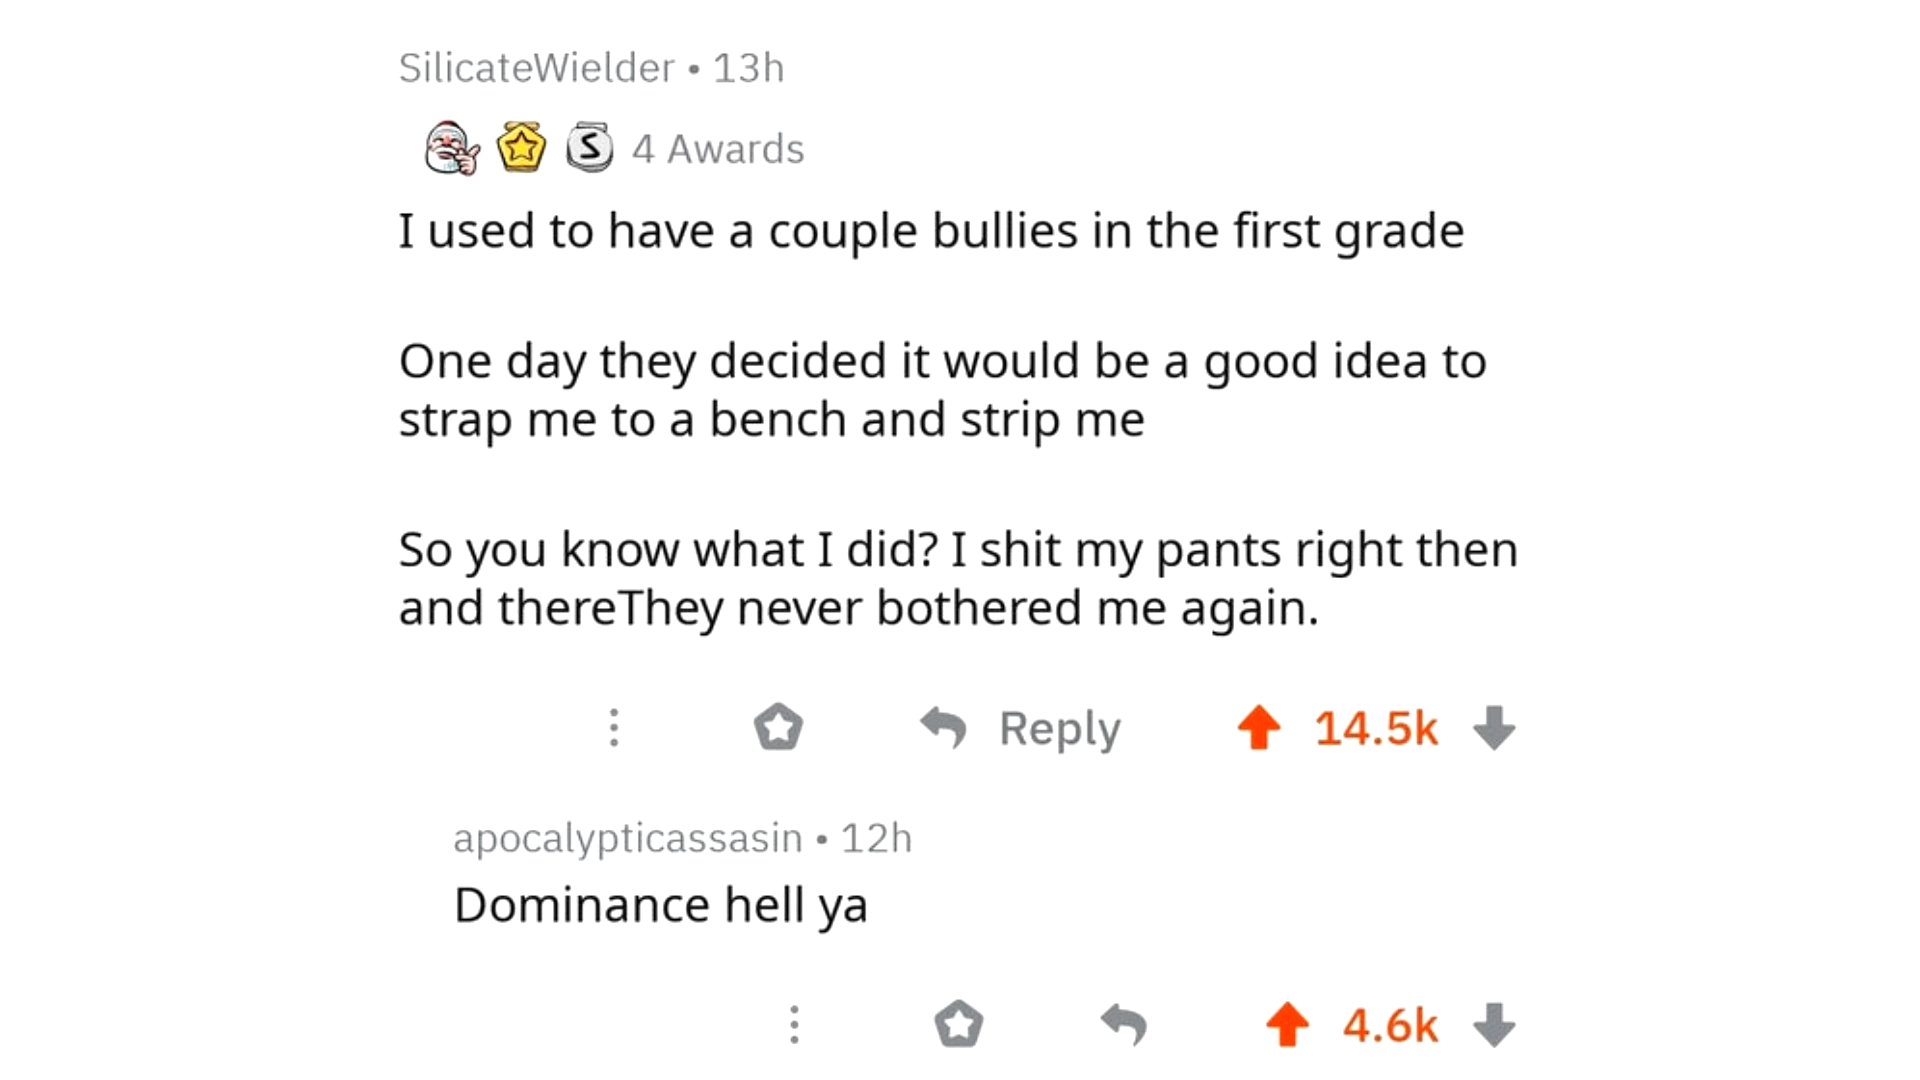 SilicateWielder • 13h
S 4 Awards
I used to have a couple bullies in the first grade
One day they decided it would be a good idea to
strap me to a bench and strip me
So you know what I did? I shit my pants right then
and thereThey never bothered me again.
Reply 14.5k
apocalypticassasin • 12h
Dominance hell ya
4.6k